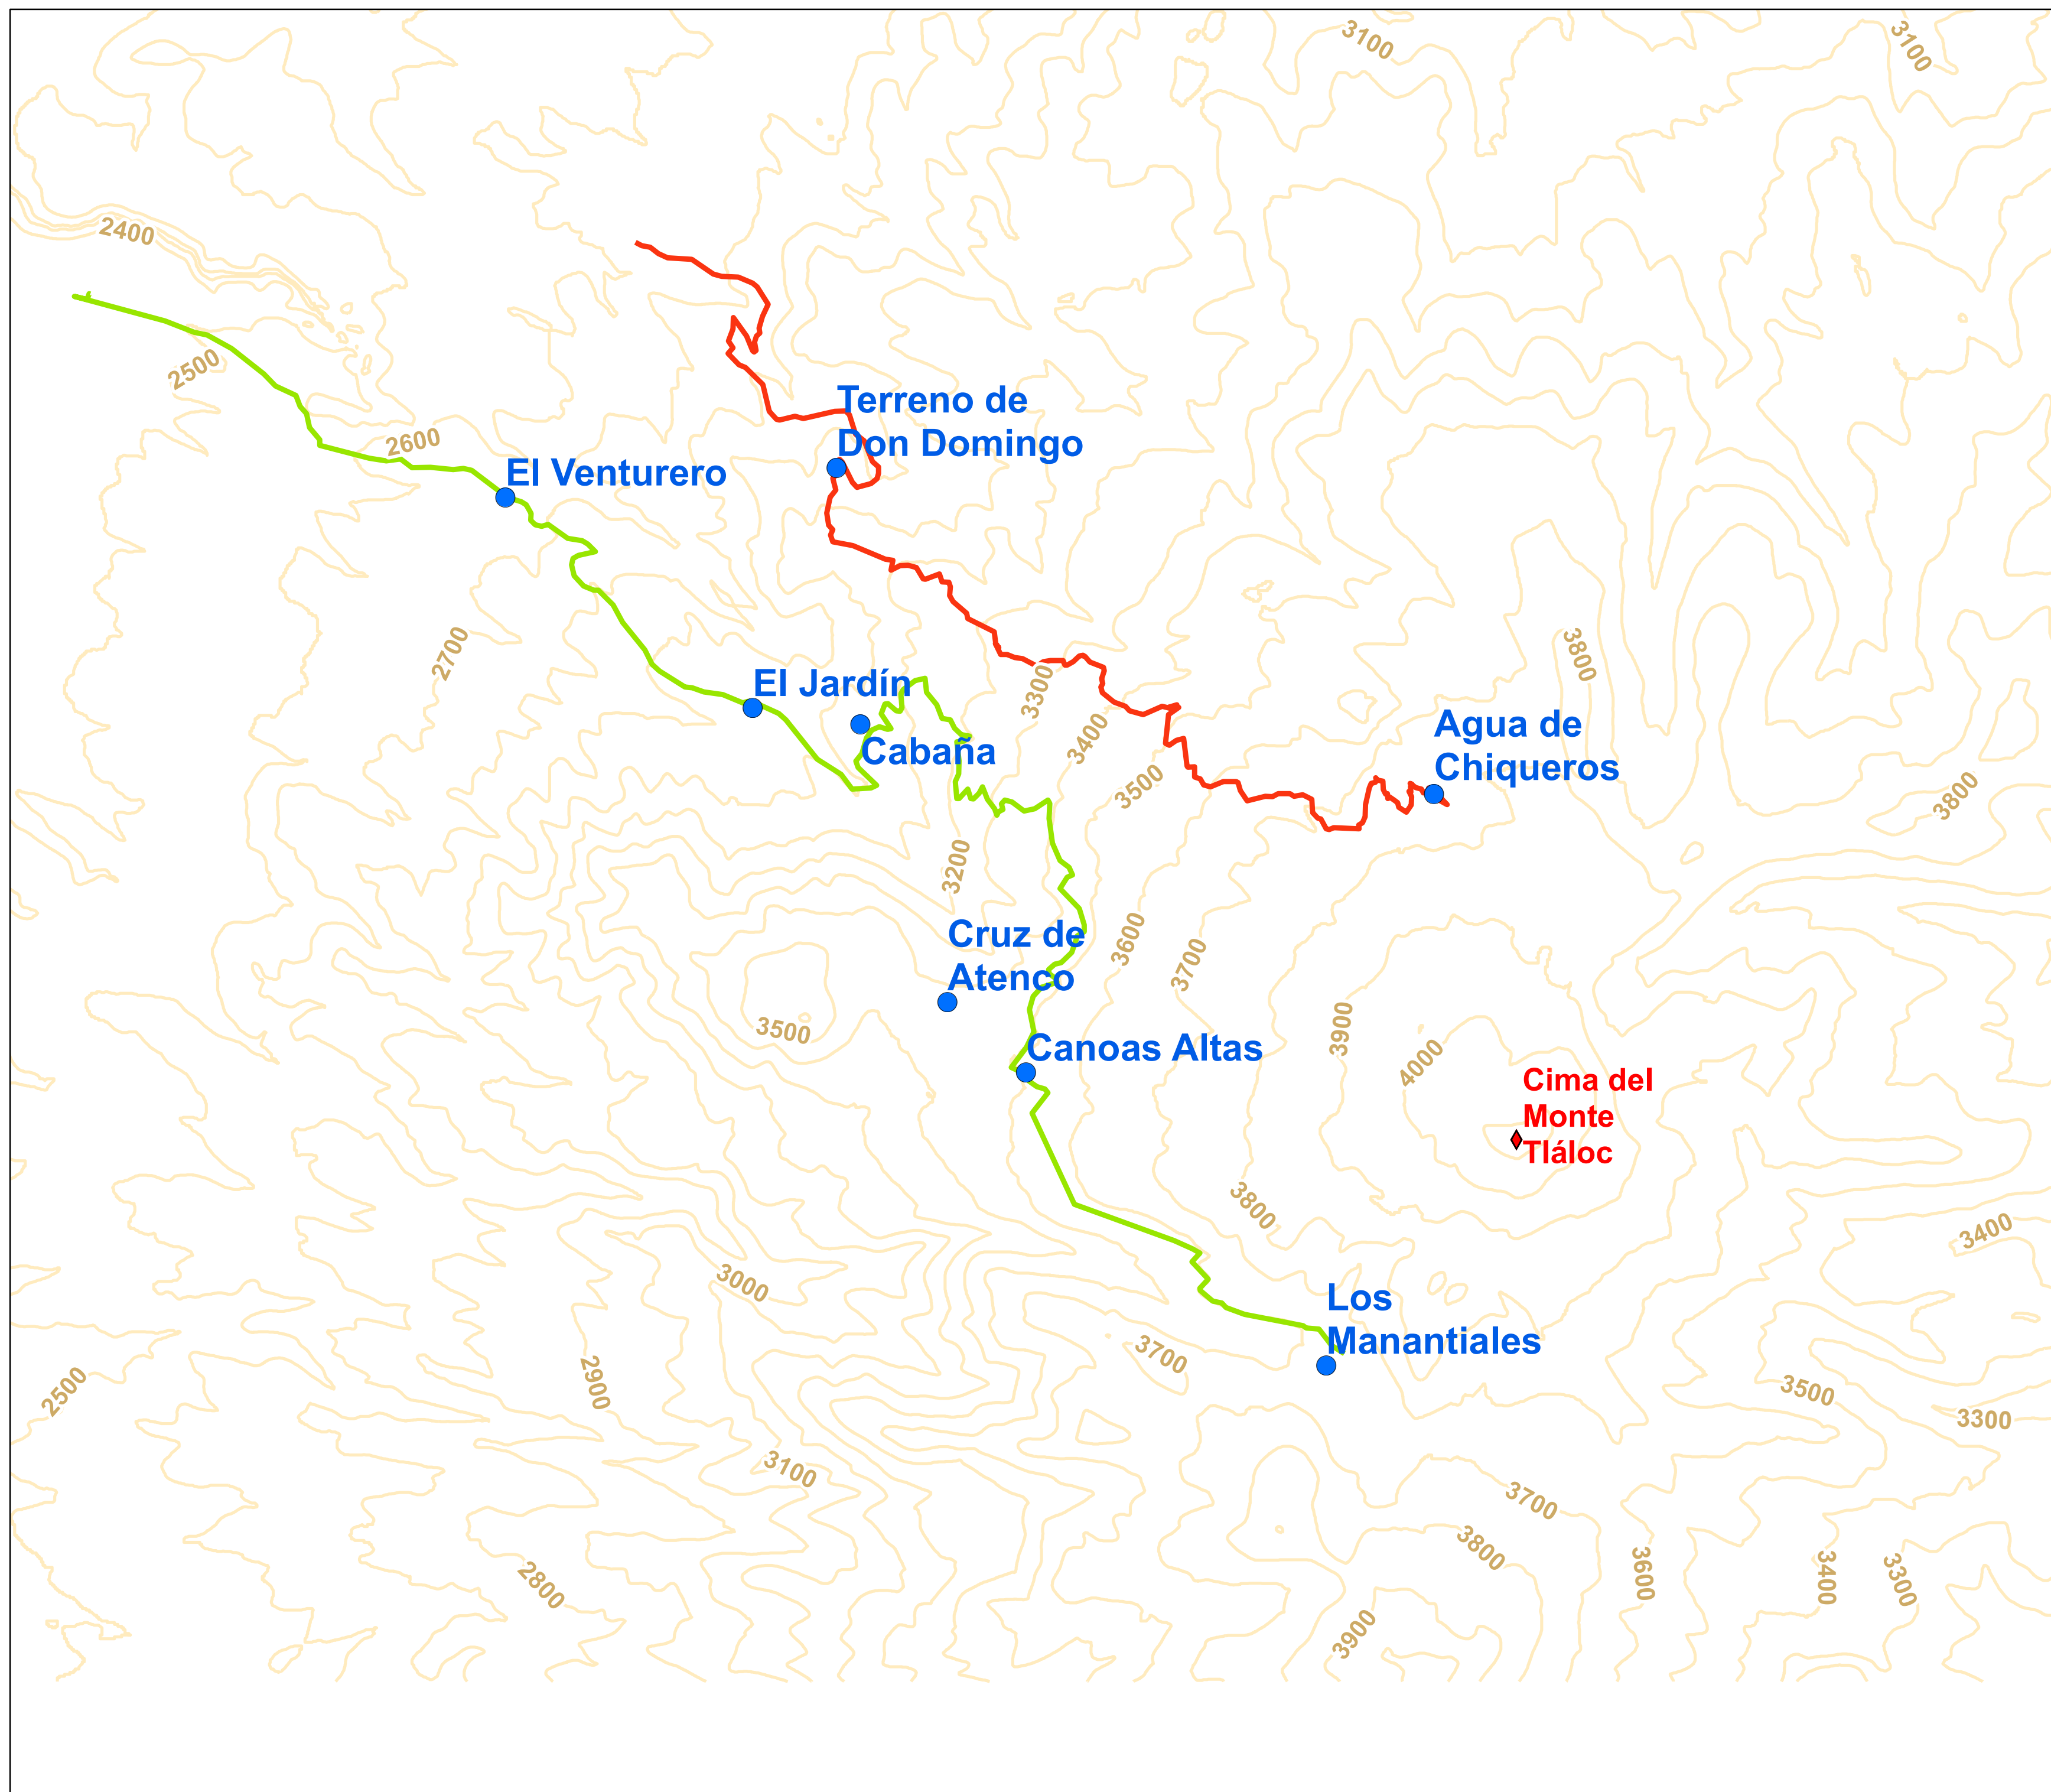 3100
3100
2400
2500
Terreno de
Don Domingo
2600
El Venturero
2700
3800
El Jardín
3300
3400
Agua de
Chiqueros
Cabaña
3500
3800
3200
Cruz de
Atenco
3600
3700
3500
3900
Canoas Altas
4000
Cima del
Monte
Tláloc
3800
3400
3000
Los
Manantiales
3700
2500
2900
3500
3300
3100
3700
3800
2800
3600
3400
3300
3900